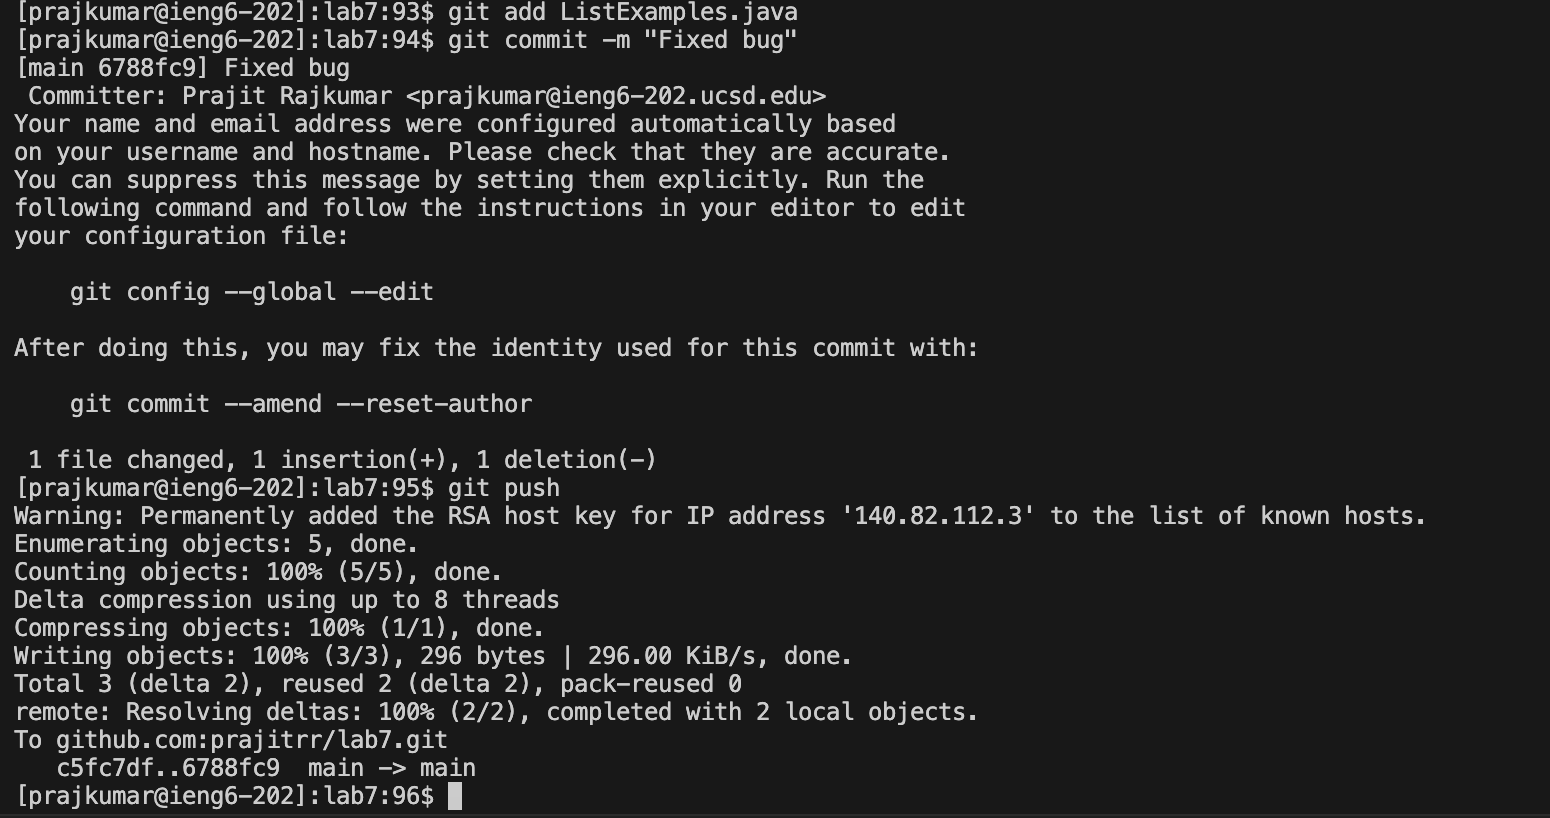 [prajkumar@ieng6-202]:lab7:93$ git add ListExamples.java
[prajkumar@ieng6-202]:lab7:94$ git commit -m "Fixed bug"
[main 6788fc9] Fixed bug
 Committer: Prajit Rajkumar <prajkumar@ieng6-202.ucsd.edu>
Your name and email address were configured automatically based
on your username and hostname. Please check that they are accurate.
You can suppress this message by setting them explicitly. Run the
following command and follow the instructions in your editor to edit
your configuration file:

    git config --global --edit

After doing this, you may fix the identity used for this commit with:

    git commit --amend --reset-author

 1 file changed, 1 insertion(+), 1 deletion(-)
[prajkumar@ieng6-202]:lab7:95$ git push
Warning: Permanently added the RSA host key for IP address '140.82.112.3' to the list of known hosts.
Enumerating objects: 5, done.
Counting objects: 100% (5/5), done.
Delta compression using up to 8 threads
Compressing objects: 100% (1/1), done.
Writing objects: 100% (3/3), 296 bytes | 296.00 KiB/s, done.
Total 3 (delta 2), reused 2 (delta 2), pack-reused 0
remote: Resolving deltas: 100% (2/2), completed with 2 local objects.
To github.com:prajitrr/lab7.git
   c5fc7df..6788fc9  main -> main
[prajkumar@ieng6-202]:lab7:96$